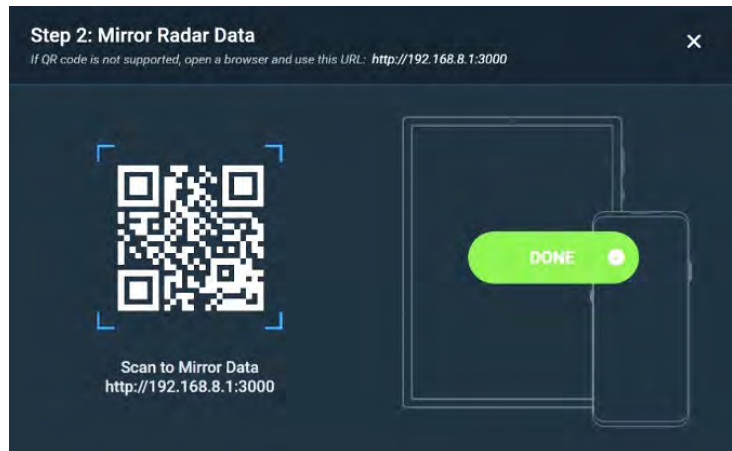 Step 2: Mirror Radar Data
If QR code is not supported, open a browser and use this URL: http://192.168.8.1:3000
DONE
Scan to Mirror Data
http://192.168.8.1:3000